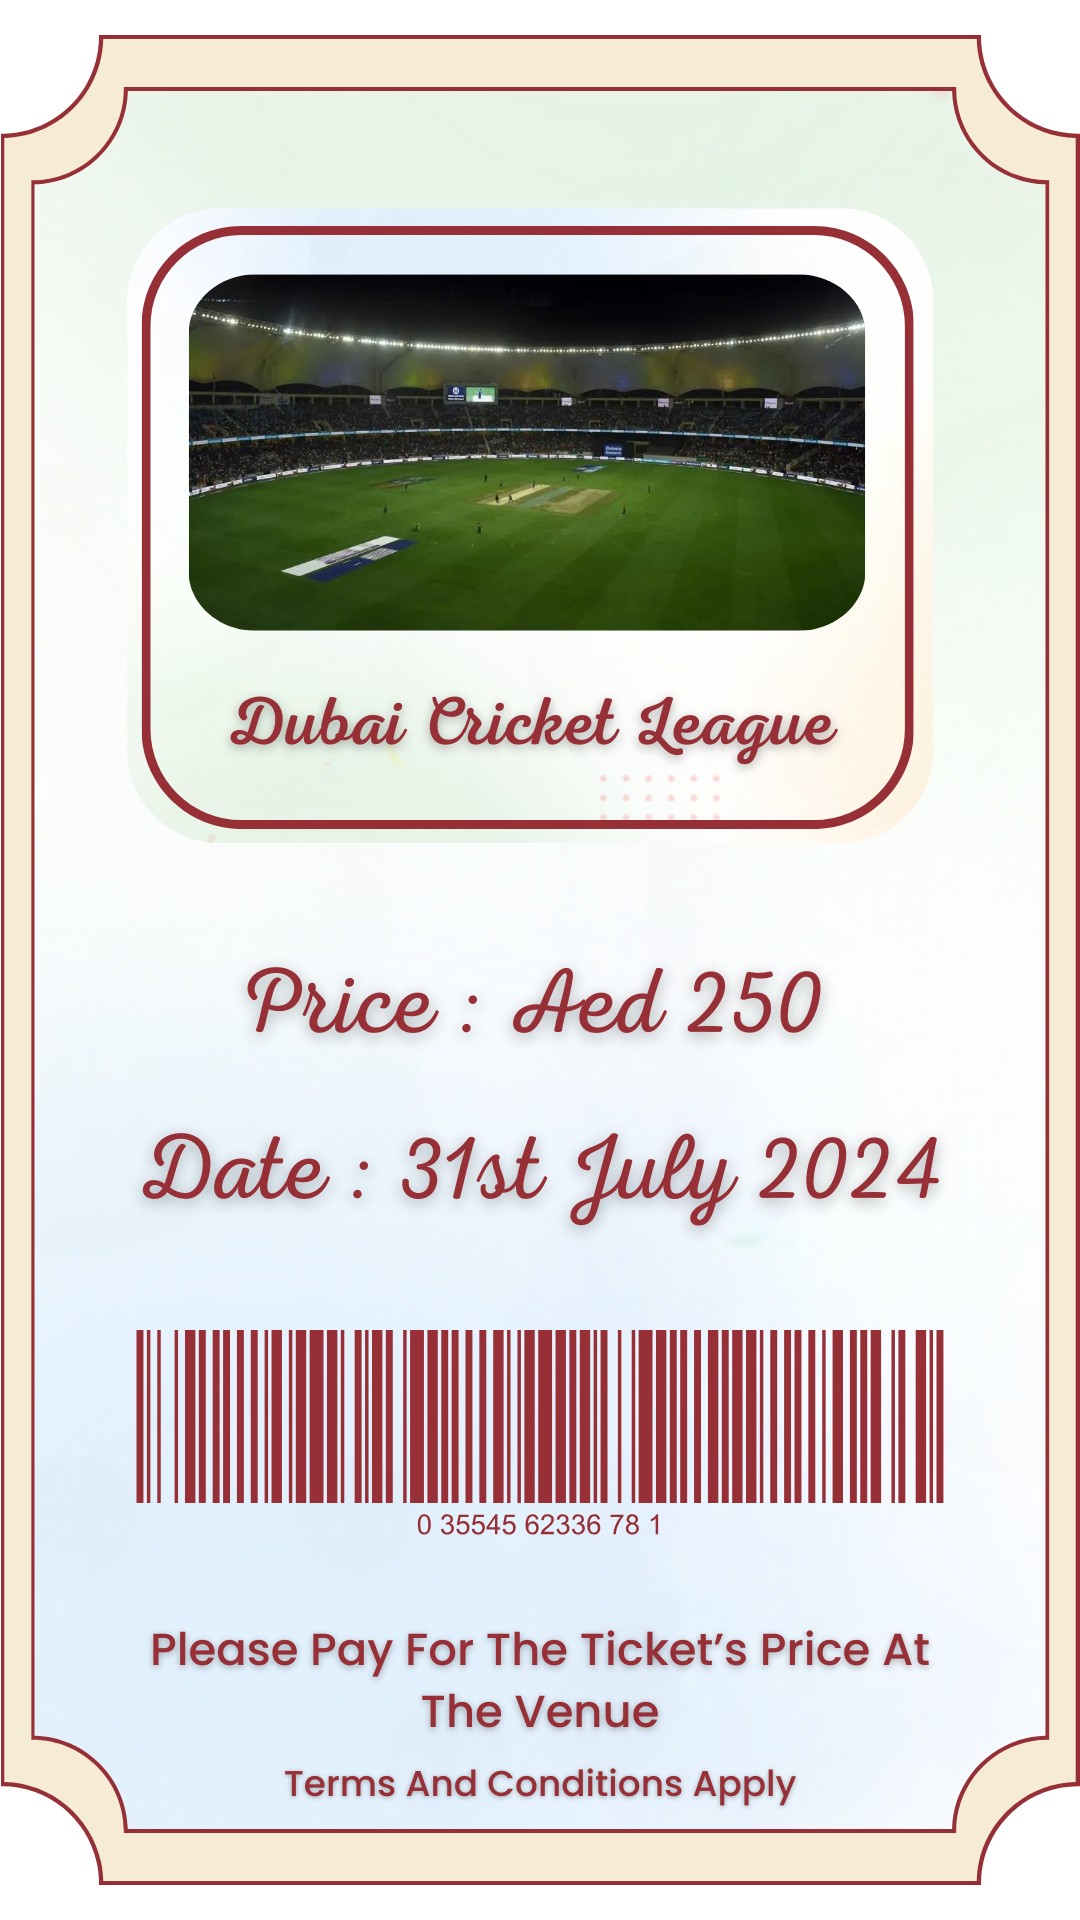 Dubai Cricket League
Price : Aed 250
Date : 31st July 2024
0 35545 62336 78 1
Please Pay For The Ticket’s Price At
The Venue
Terms And Conditions Apply